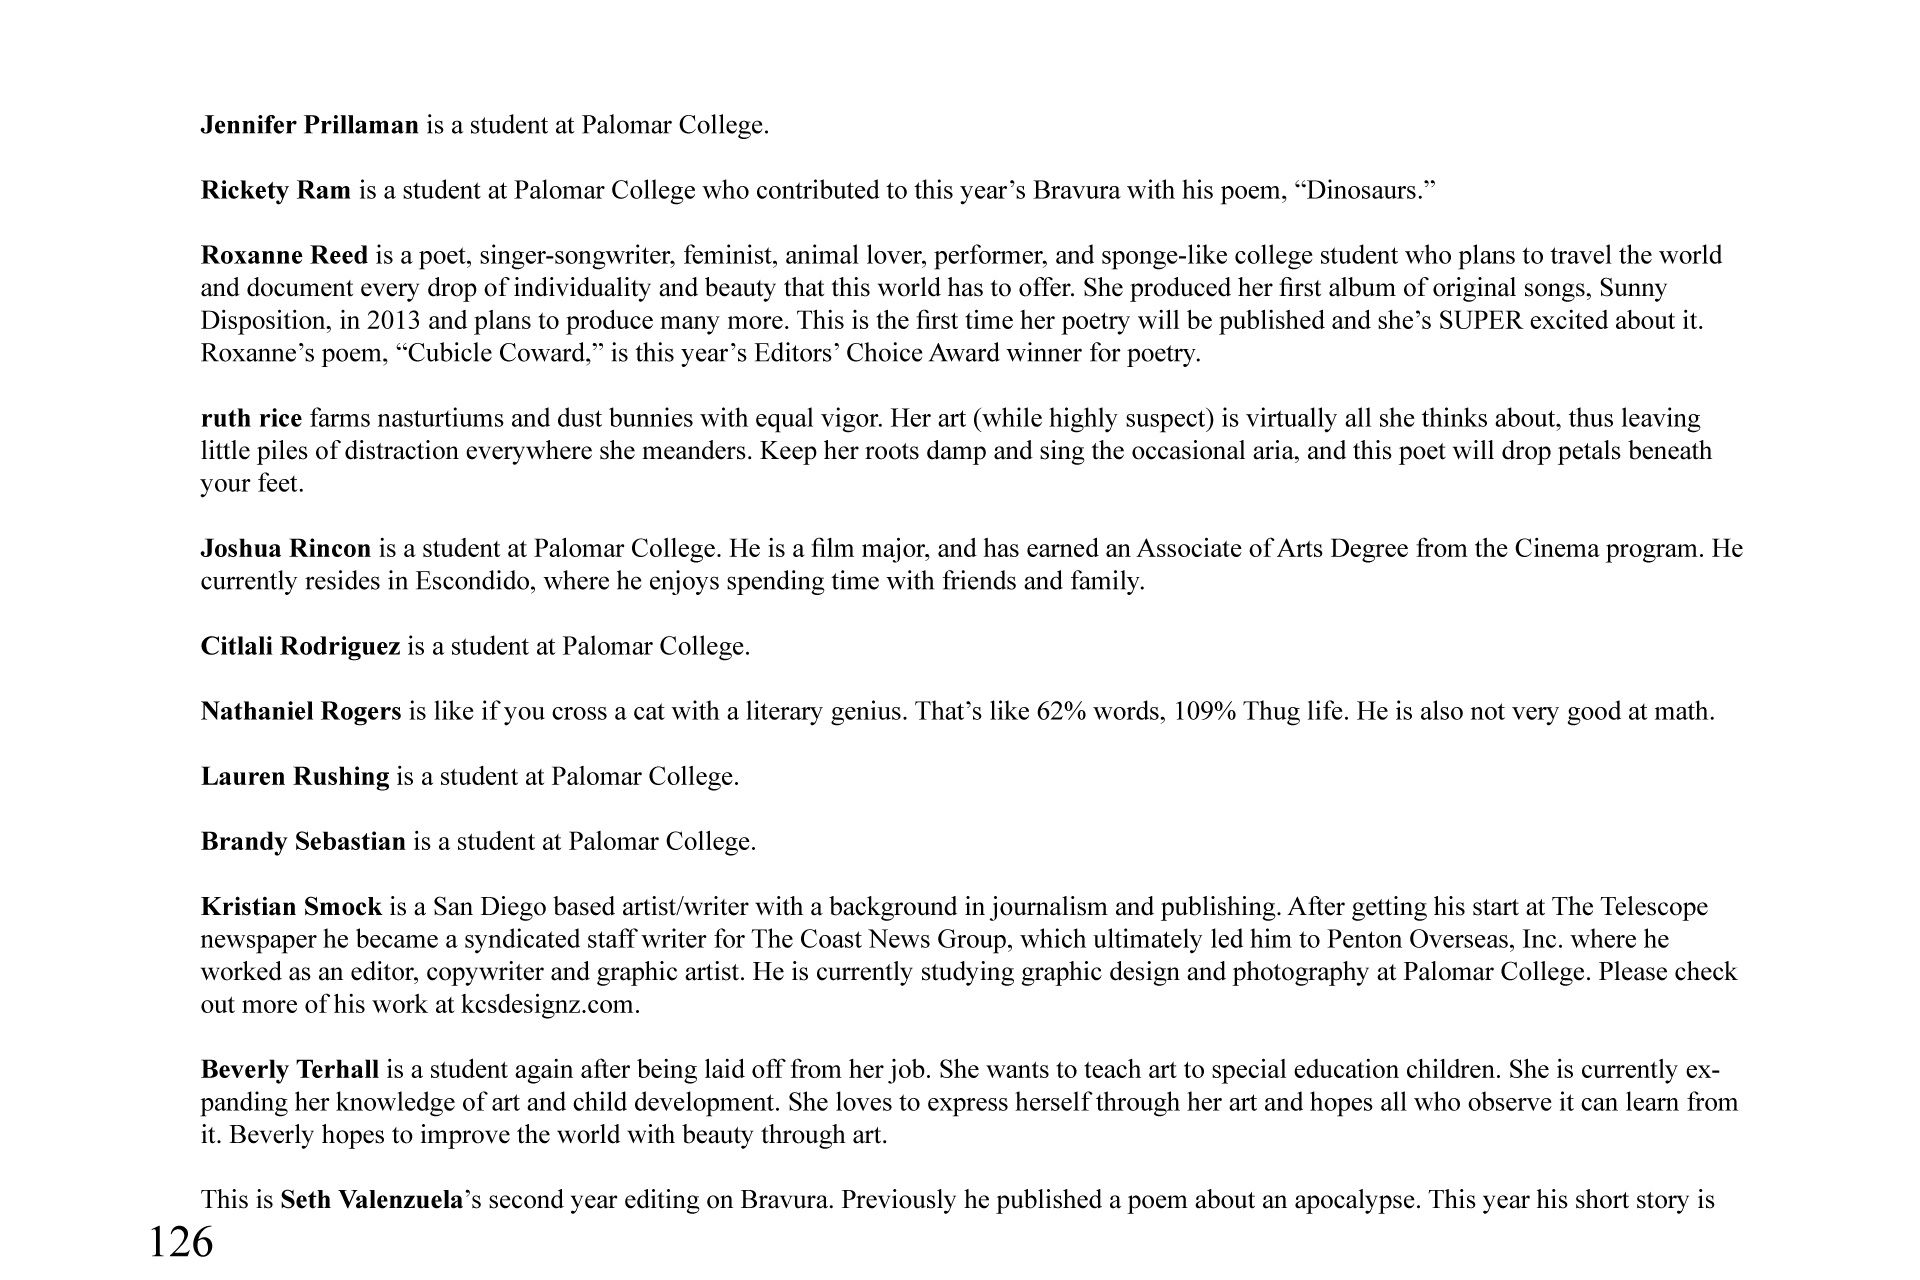 Jennifer Prillaman is a student at Palomar College.
Rickety Ram is a student at Palomar College who contributed to this year’s Bravura with his poem, “Dinosaurs.”
Roxanne Reed is a poet, singer-songwriter, feminist, animal lover, performer, and sponge-like college student who plans to travel the world
and document every drop of individuality and beauty that this world has to offer. She produced her first album of original songs, Sunny
Disposition, in 2013 and plans to produce many more. This is the first time her poetry will be published and she’s SUPER excited about it.
Roxanne’s poem, “Cubicle Coward,” is this year’s Editors’ Choice Award winner for poetry.
ruth rice farms nasturtiums and dust bunnies with equal vigor. Her art (while highly suspect) is virtually all she thinks about, thus leaving
little piles of distraction everywhere she meanders. Keep her roots damp and sing the occasional aria, and this poet will drop petals beneath
your feet.
Joshua Rincon is a student at Palomar College. He is a film major, and has earned an Associate of Arts Degree from the Cinema program. He
currently resides in Escondido, where he enjoys spending time with friends and family.
Citlali Rodriguez is a student at Palomar College.
Nathaniel Rogers is like if you cross a cat with a literary genius. That’s like 62% words, 109% Thug life. He is also not very good at math.
Lauren Rushing is a student at Palomar College.
Brandy Sebastian is a student at Palomar College.
Kristian Smock is a San Diego based artist/writer with a background in journalism and publishing. After getting his start at The Telescope
newspaper he became a syndicated staff writer for The Coast News Group, which ultimately led him to Penton Overseas, Inc. where he
worked as an editor, copywriter and graphic artist. He is currently studying graphic design and photography at Palomar College. Please check
out more of his work at kcsdesignz.com.
Beverly Terhall is a student again after being laid off from her job. She wants to teach art to special education children. She is currently ex-
panding her knowledge of art and child development. She loves to express herself through her art and hopes all who observe it can learn from
it. Beverly hopes to improve the world with beauty through art.
This is Seth Valenzuela’s second year editing on Bravura. Previously he published a poem about an apocalypse. This year his short story is
126